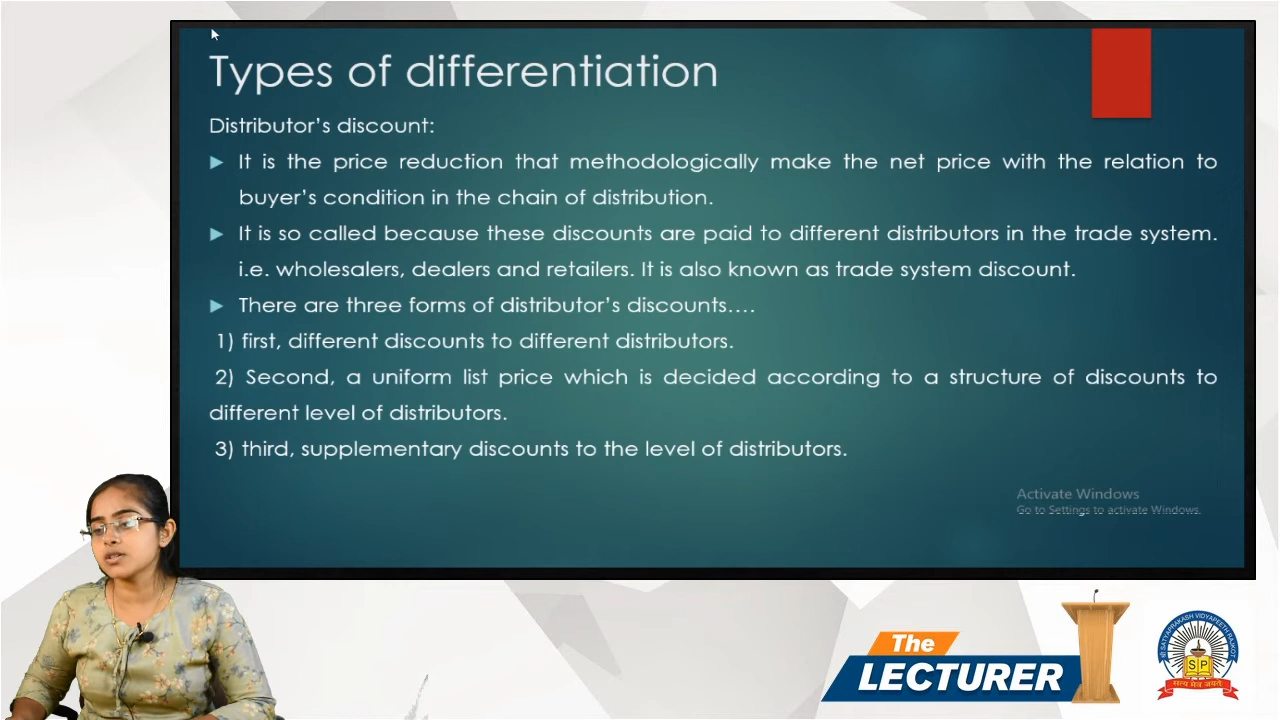 Types of differentiation
Distributor's discount:
It is the price reduction that methodologically make the net price with the relation to
buyer's condition in the chain of distribution.
It is so called because these discounts are paid to different distributors in the trade system.
i.e. wholesalers, dealers and retailers. It is also known as trade system discount.
There are three forms of distributor's discounts….
1) first, different discounts to different distributors.
2) Second, a uniform list price which is decided according to a structure of discounts to
different level of distributors.
3) third, supplementary discounts to the level of distributors.
Activate Windows
Go to Settings to activate Windows.
The
LECTURER
SATYAPRAKASH VIDYAPEETH RAJKOT
S P
सत्य मेव जयते